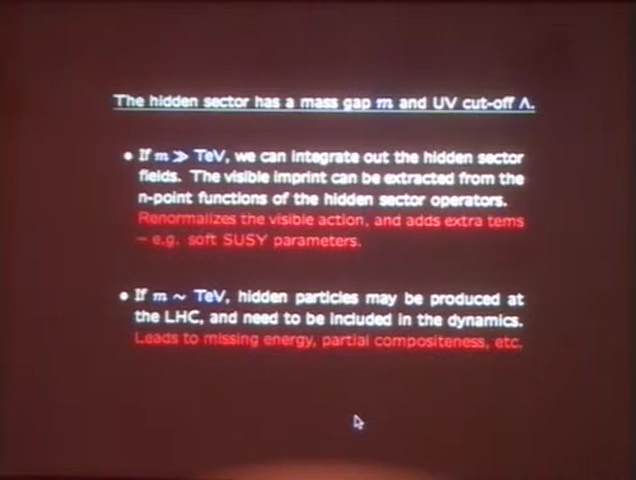 The hidden sector has a mass gap m and UV cut-off Λ.
• If m ≫ TeV, we can integrate out the hidden sector
fields. The visible imprint can be extracted from the
n-point functions of the hidden sector operators.
Renormalizes the visible action, and adds extra tems
– e.g. soft SUSY parameters.
• If m ~ TeV, hidden particles may be produced at
the LHC, and need to be included in the dynamics.
Leads to missing energy, partial compositeness, etc.